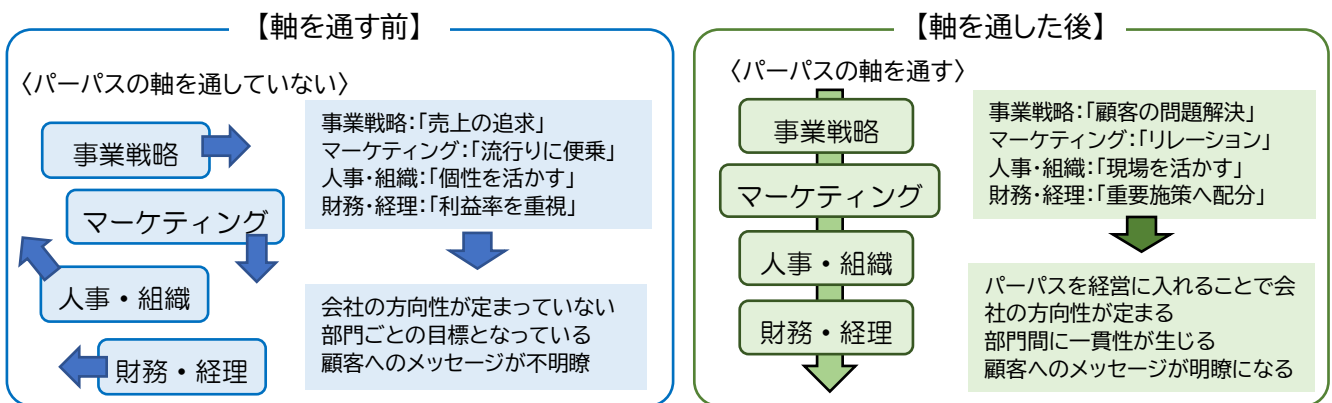 【軸を通す前】
〈パーパスの軸を通していない〉
事業戦略
マーケティング
人事・組織
財務・経理
事業戦略:「売上の追求」
マーケティング:「流行りに便乗」
人事・組織:「個性を活かす」
財務・経理:「利益率を重視」
会社の方向性が定まっていない
部門ごとの目標となっている
顧客へのメッセージが不明瞭
【軸を通した後】
〈パーパスの軸を通す〉
事業戦略
マーケティング
人事・組織
財務・経理
事業戦略:「顧客の問題解決」
マーケティング:「リレーション」
人事・組織:「現場を活かす」
財務・経理:「重要施策へ配分」
パーパスを経営に入れることで会
社の方向性が定まる
部門間に一貫性が生じる
顧客へのメッセージが明瞭になる